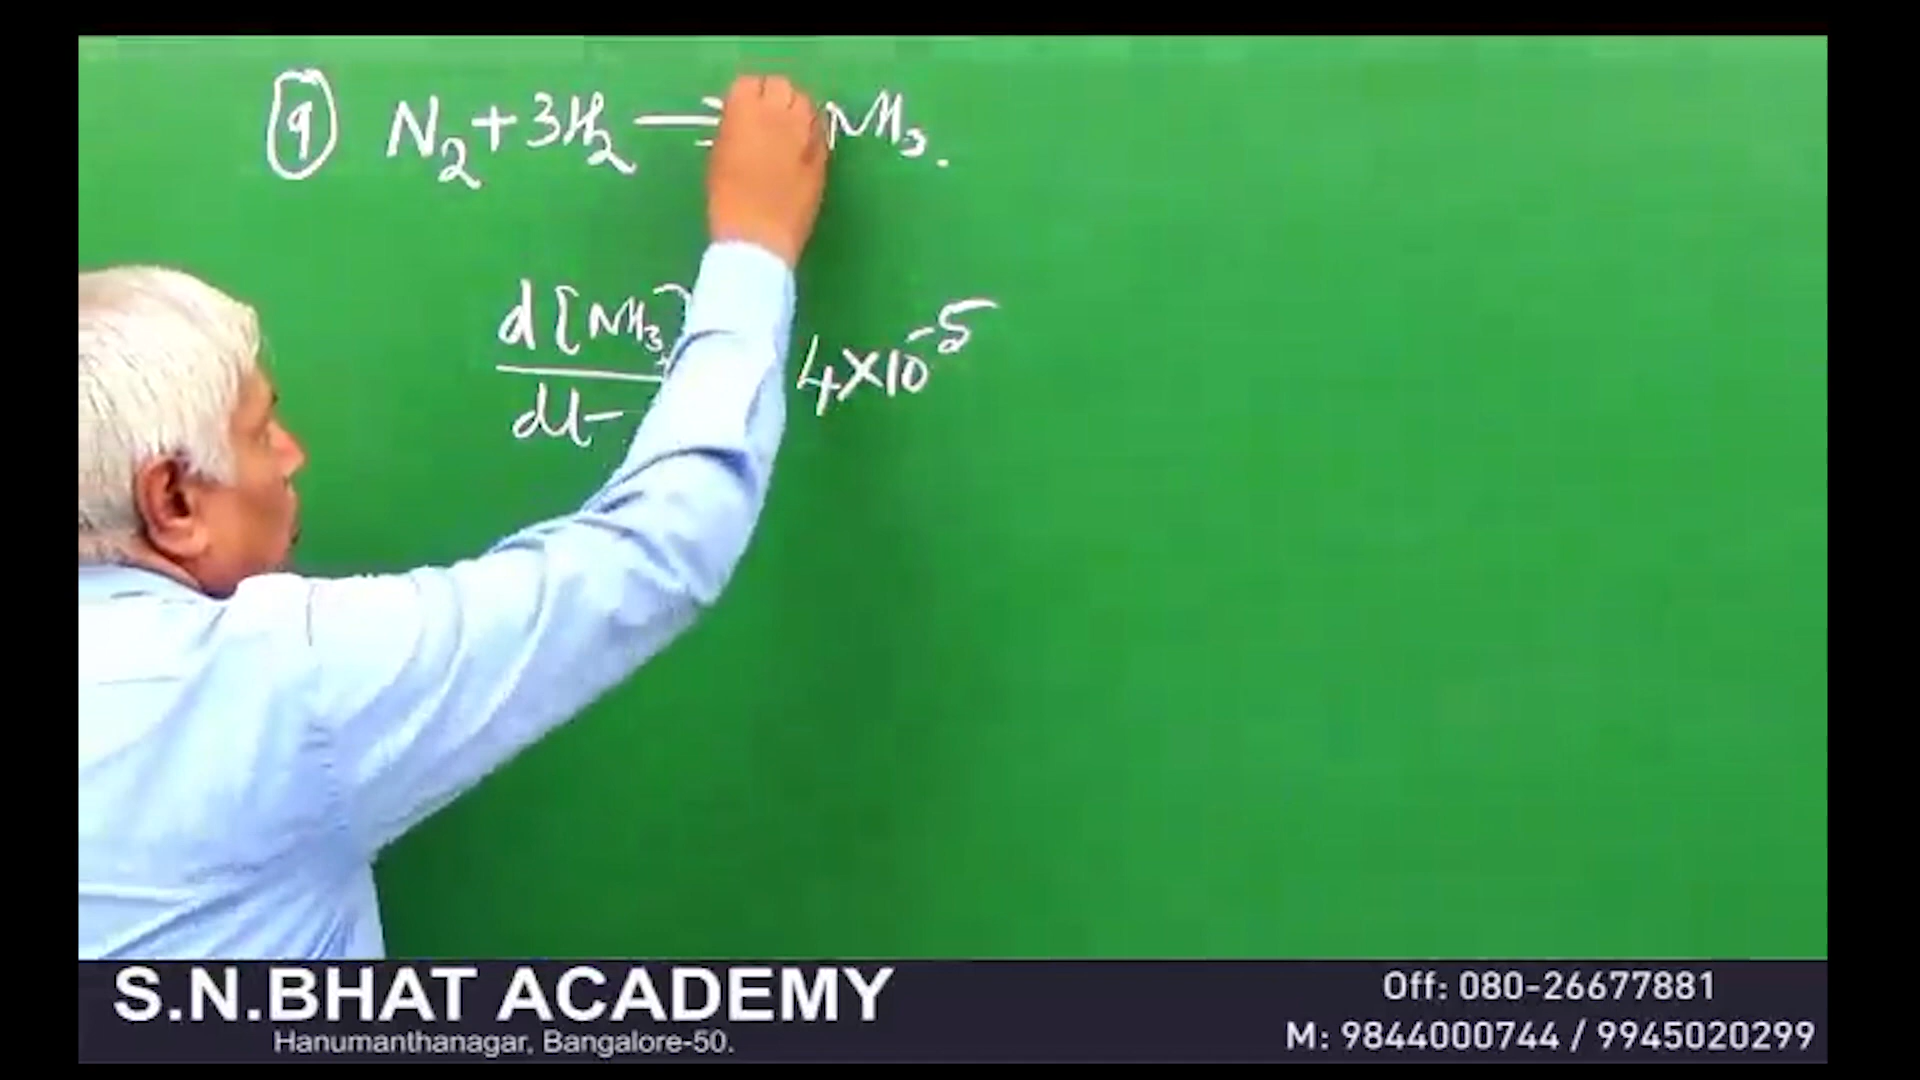 9 N₂+3H₂ → NH₃.
d[NH₃]
4×10⁻⁵
dt
S.N.BHAT ACADEMY
Hanumanthanagar, Bangalore-50.
Off: 080-26677881
M: 9844000744 / 9945020299